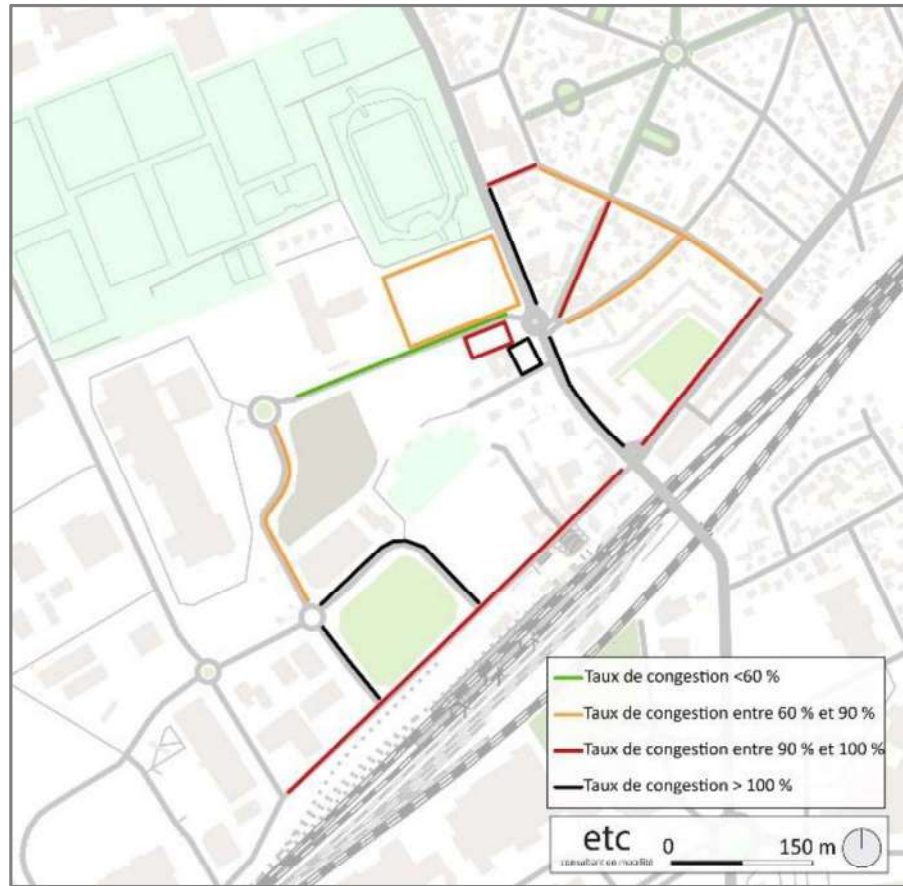 Taux de congestion <60 %
Taux de congestion entre 60 % et 90 %
Taux de congestion entre 90 % et 100 %
Taux de congestion > 100 %
etc
consultant en mobilité
0 150 m